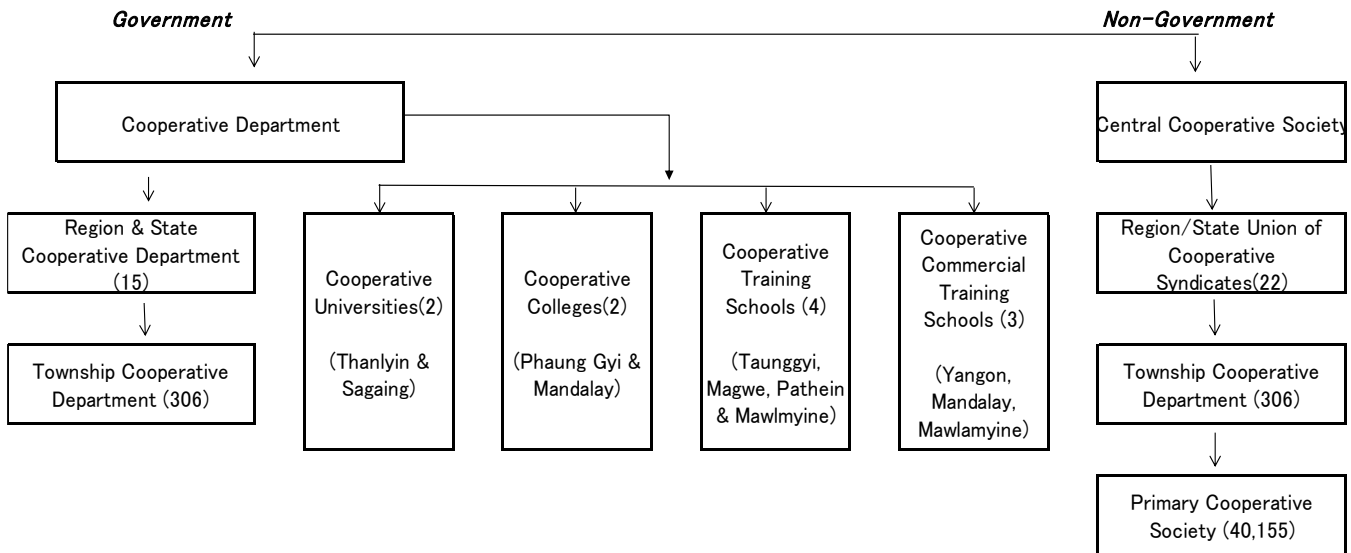 Government
Non-Government
Cooperative Department
Central Cooperative Society
Region & State
Cooperative Department
(15)
Township Cooperative
Department (306)
Cooperative
Universities(2)
(Thanlyin &
Sagaing)
Cooperative
Colleges(2)
(Phaung Gyi &
Mandalay)
Cooperative
Training
Schools (4)
(Taunggyi,
Magwe, Pathein
& Mawlmyine)
Cooperative
Commercial
Training
Schools (3)
(Yangon,
Mandalay,
Mawlamyine)
Region/State Union of
Cooperative
Syndicates(22)
Township Cooperative
Department (306)
Primary Cooperative
Society (40,155)